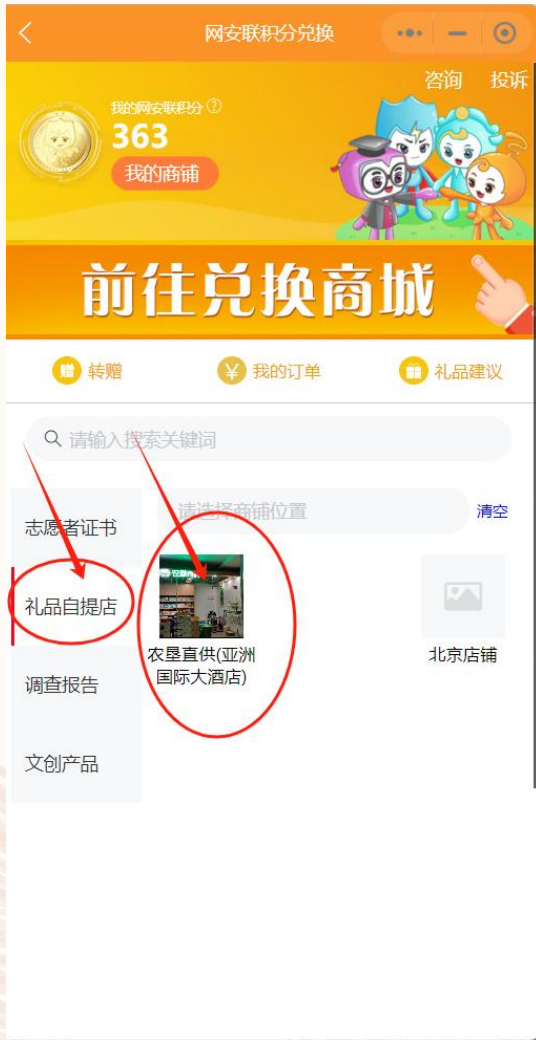 网安联积分兑换
咨询 投诉
我的网安联积分
363
我的商铺
前往兑换商城
赠 转赠
¥ 我的订单
礼品建议
请输入搜索关键词
志愿者证书
请选择商铺位置
清空
礼品自提店
农垦直供(亚洲
国际大酒店)
北京店铺
调查报告
文创产品